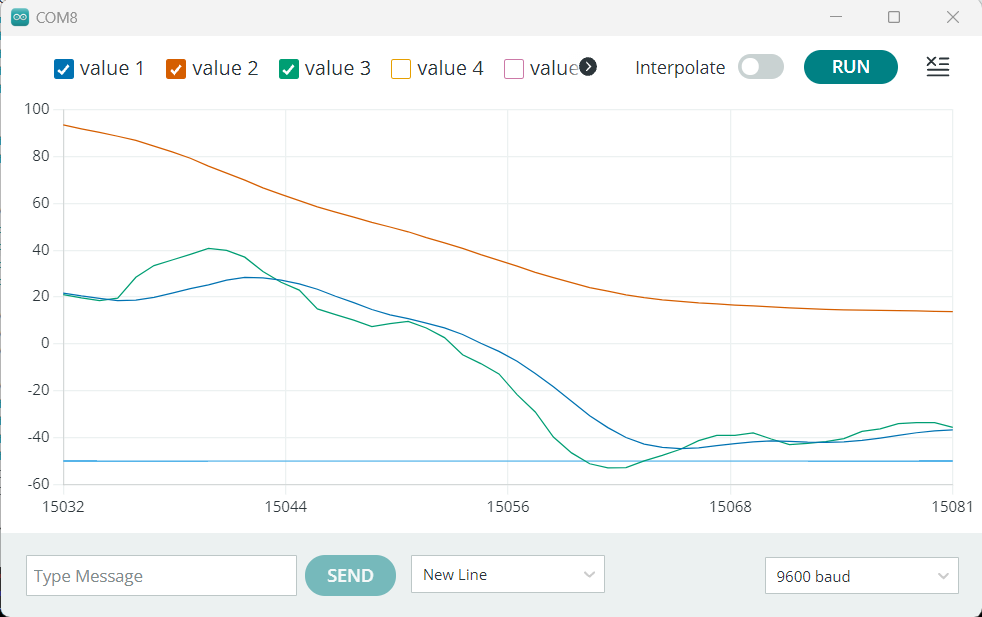 COM8
value 1 value 2 value 3 value 4 value Interpolate RUN
100
80
60
40
20
0
-20
-40
-60
15032 15044 15056 15068 15081
Type Message SEND New Line 9600 baud